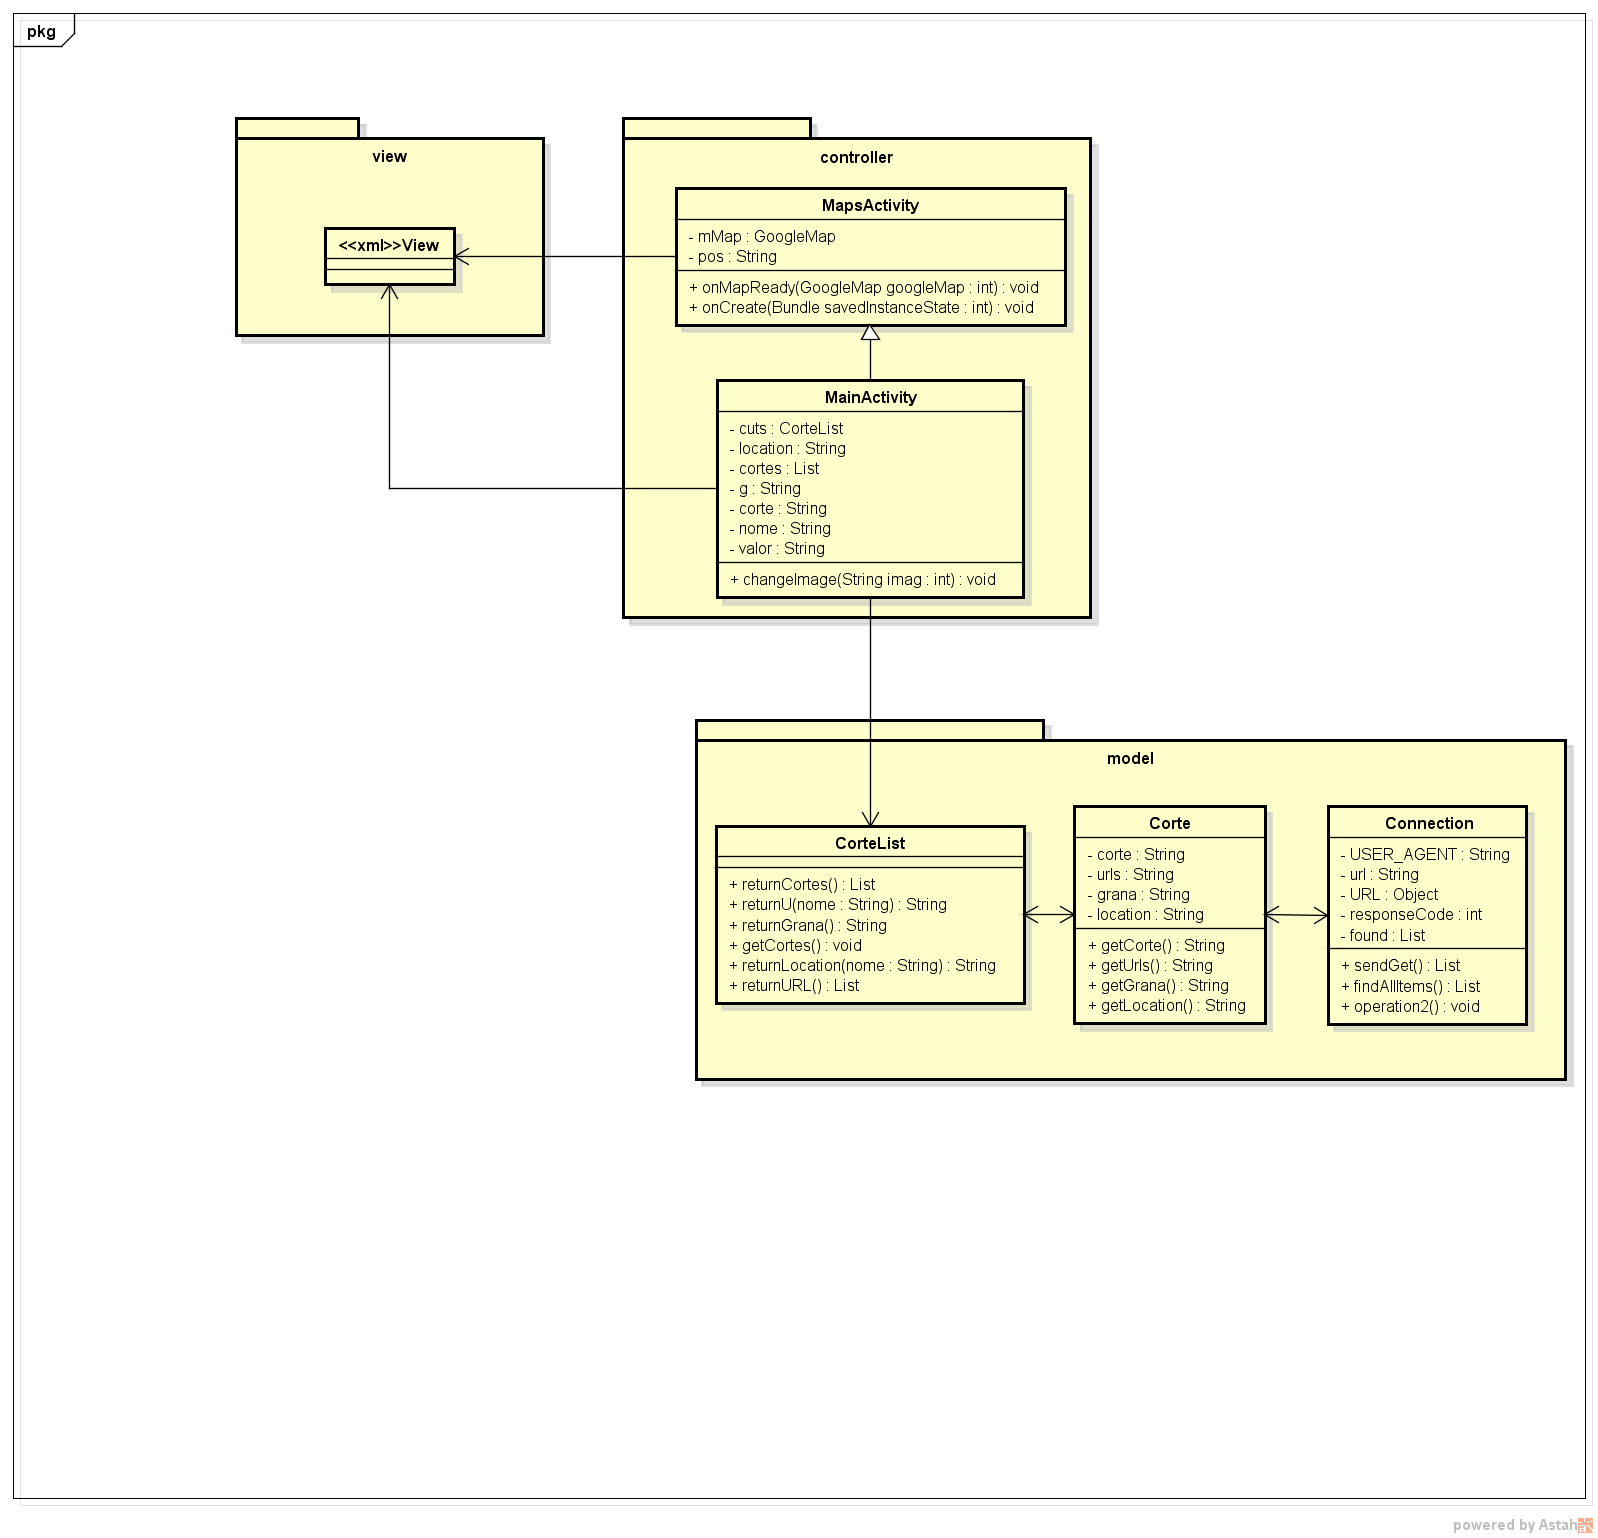 pkg
view
<<xml>>View
controller
MapsActivity
- mMap : GoogleMap
- pos : String
+ onMapReady(GoogleMap googleMap : int) : void
+ onCreate(Bundle savedInstanceState : int) : void
MainActivity
- cuts : CorteList
- location : String
- cortes : List
- g : String
- corte : String
- nome : String
- valor : String
+ changeImage(String imag : int) : void
model
CorteList
+ returnCortes() : List
+ returnU(nome : String) : String
+ returnGrana() : String
+ getCortes() : void
+ returnLocation(nome : String) : String
+ returnURL() : List
Corte
- corte : String
- urls : String
- grana : String
- location : String
+ getCorte() : String
+ getUrls() : String
+ getGrana() : String
+ getLocation() : String
Connection
- USER_AGENT : String
- url : String
- URL : Object
- responseCode : int
- found : List
+ sendGet() : List
+ findAllItems() : List
+ operation2() : void
powered by Astah